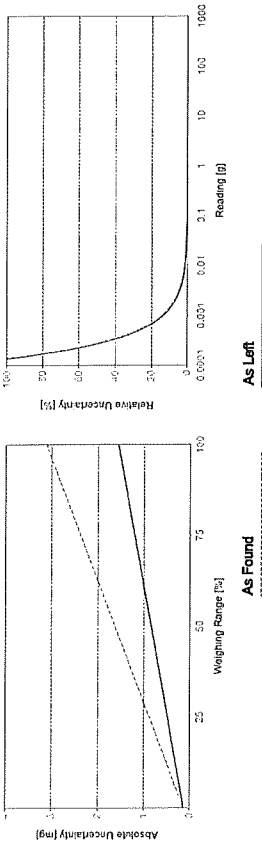 Absolute Uncertainty [mg]
3
2
1
0
25 50 75 100
Weighing Range [%]
Relative Uncertainty [%]
100
80
60
40
20
0
0.0001 0.001 0.01 0.1 1 10 100 1000
Reading [g]
As Found
As Left